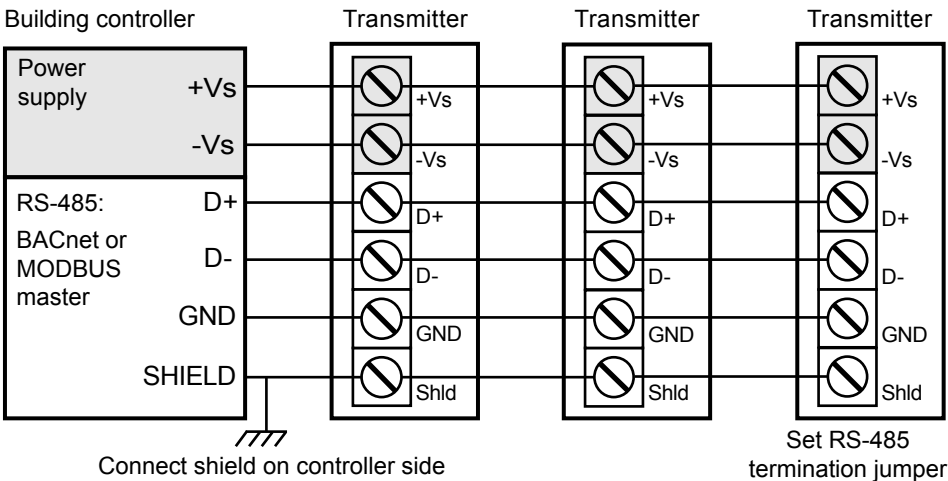 Building controller
Transmitter
Transmitter
Transmitter
Power
supply
+Vs
-Vs
RS-485:
BACnet or
MODBUS
master
D+
D-
GND
SHIELD
+Vs
-Vs
D+
D-
GND
Shld
+Vs
-Vs
D+
D-
GND
Shld
+Vs
-Vs
D+
D-
GND
Shld
Connect shield on controller side
Set RS-485
termination jumper